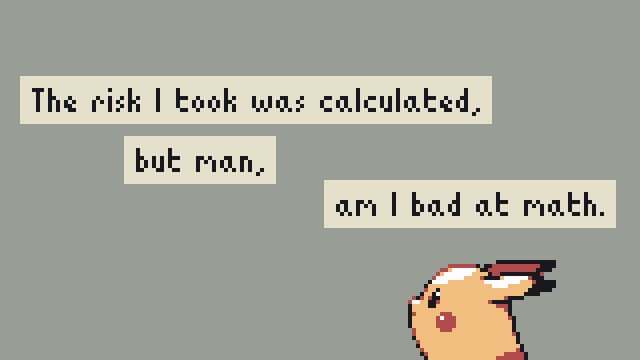 The risk I took was calculated,
but man,
am I bad at math.